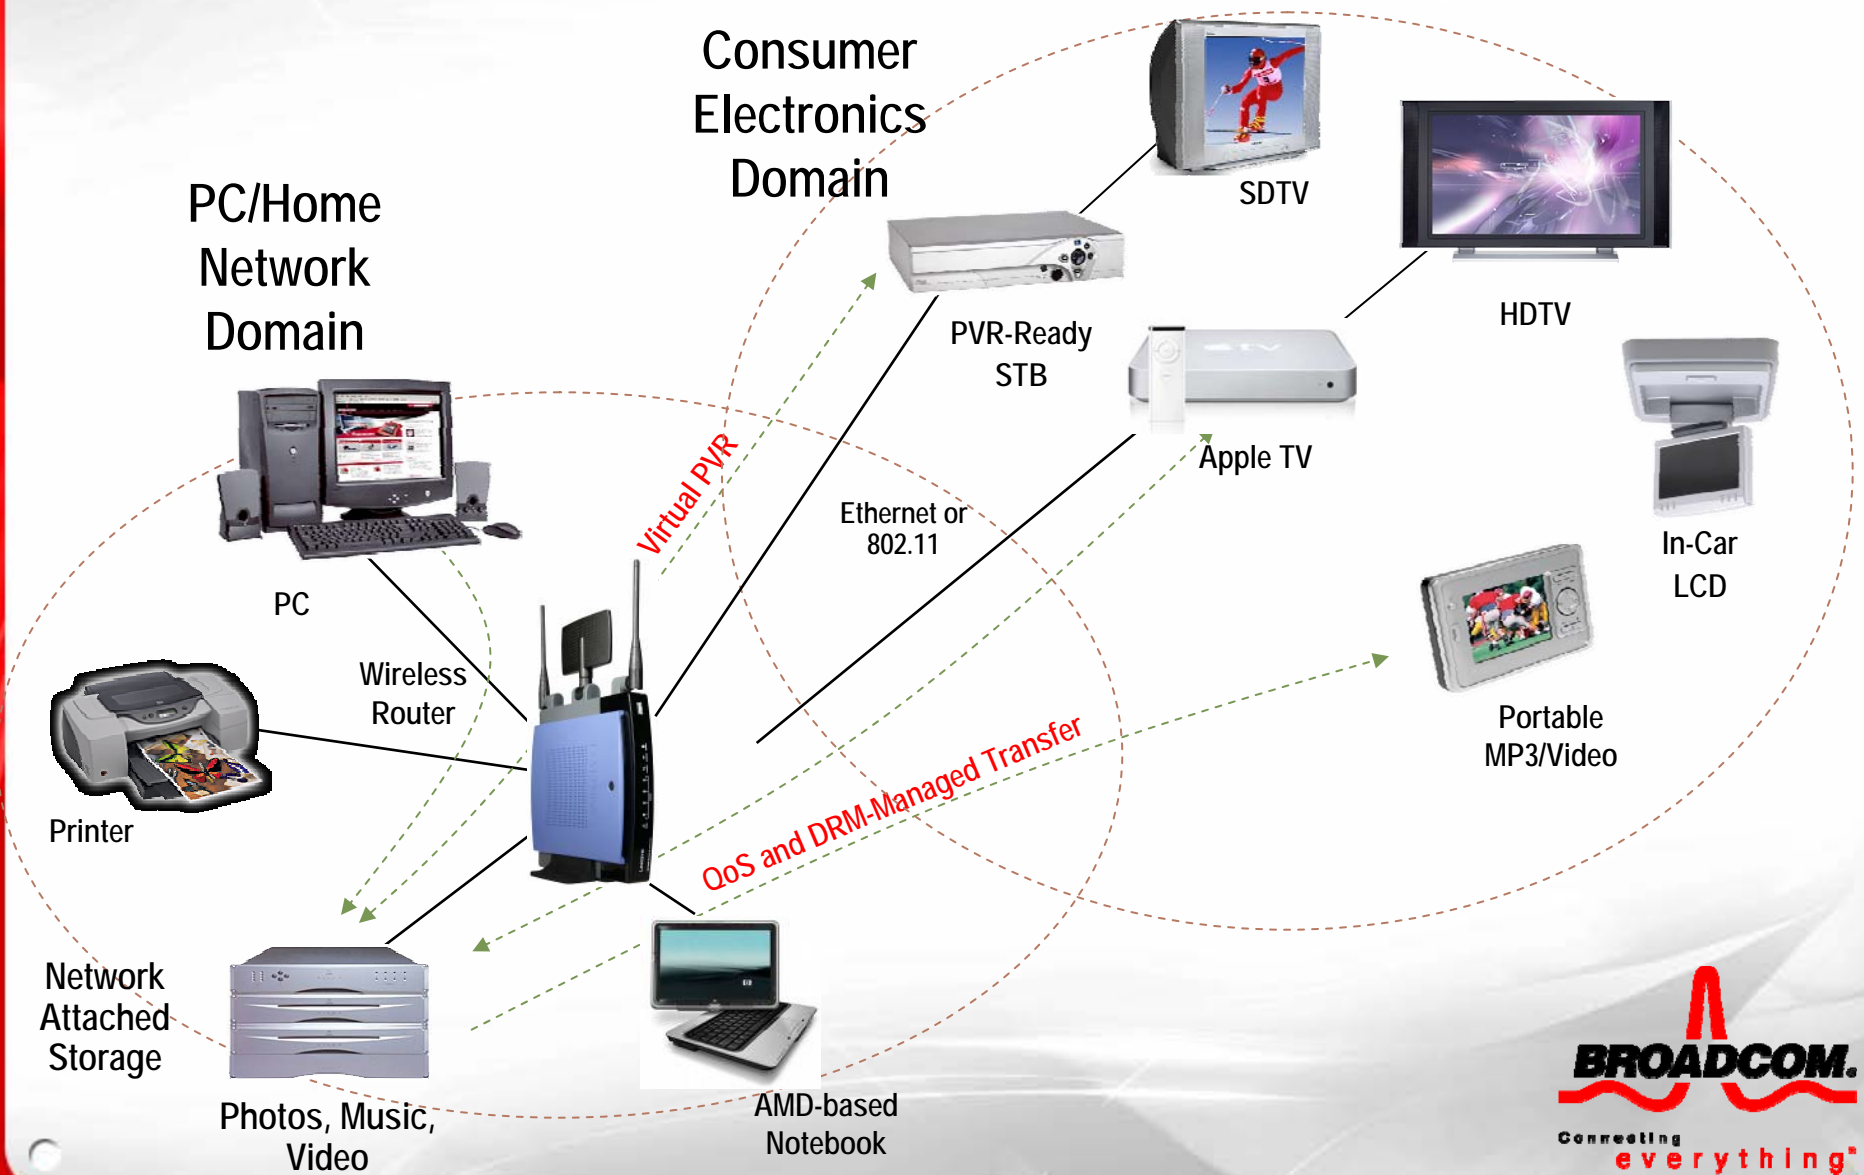 Consumer
Electronics
Domain
PC/Home
Network
Domain
SDTV
HDTV
PVR-Ready
STB
tv
Apple TV
In-Car
LCD
Virtual PVR
Ethernet or
802.11
PC
Wireless
Router
Portable
MP3/Video
QoS and DRM-Managed Transfer
Printer
Network
Attached
Storage
Photos, Music,
Video
AMD-based
Notebook
hp
BROADCOM.
Connecting
everything